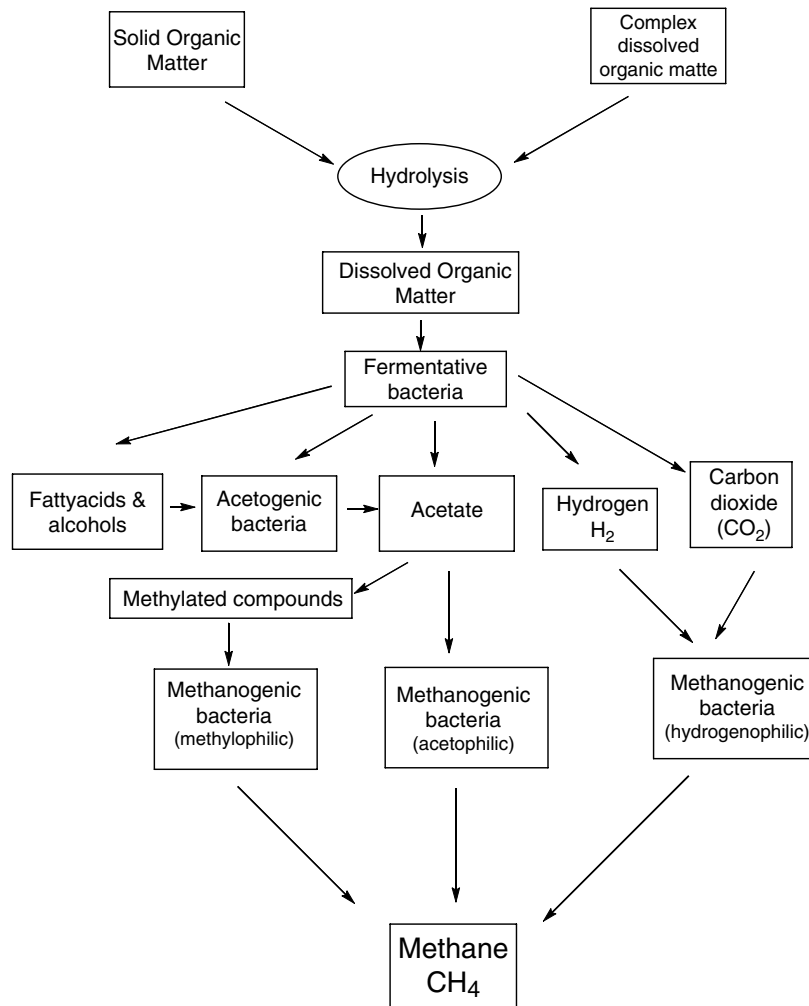 Solid Organic
Matter
Complex
dissolved
organic matte
Hydrolysis
Dissolved Organic
Matter
Fermentative
bacteria
Fattyacids &
alcohols
Acetogenic
bacteria
Acetate
Hydrogen
H₂
Carbon
dioxide
(CO₂)
Methylated compounds
Methanogenic
bacteria
(methylophilic)
Methanogenic
bacteria
(acetophilic)
Methanogenic
bacteria
(hydrogenophilic)
Methane
CH₄